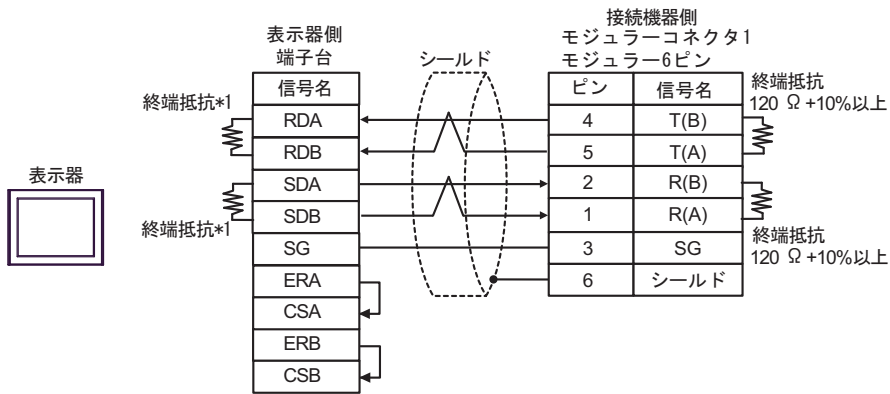 接続機器側
モジュラーコネクタ1
モジュラー6ピン
表示器側
端子台
シールド
終端抵抗*1
終端抵抗*1
表示器
信号名
RDA
RDB
SDA
SDB
SG
ERA
CSA
ERB
CSB
ピン 信号名
4 T(B)
5 T(A)
2 R(B)
1 R(A)
3 SG
6 シールド
終端抵抗
120 Ω +10%以上
終端抵抗
120 Ω +10%以上